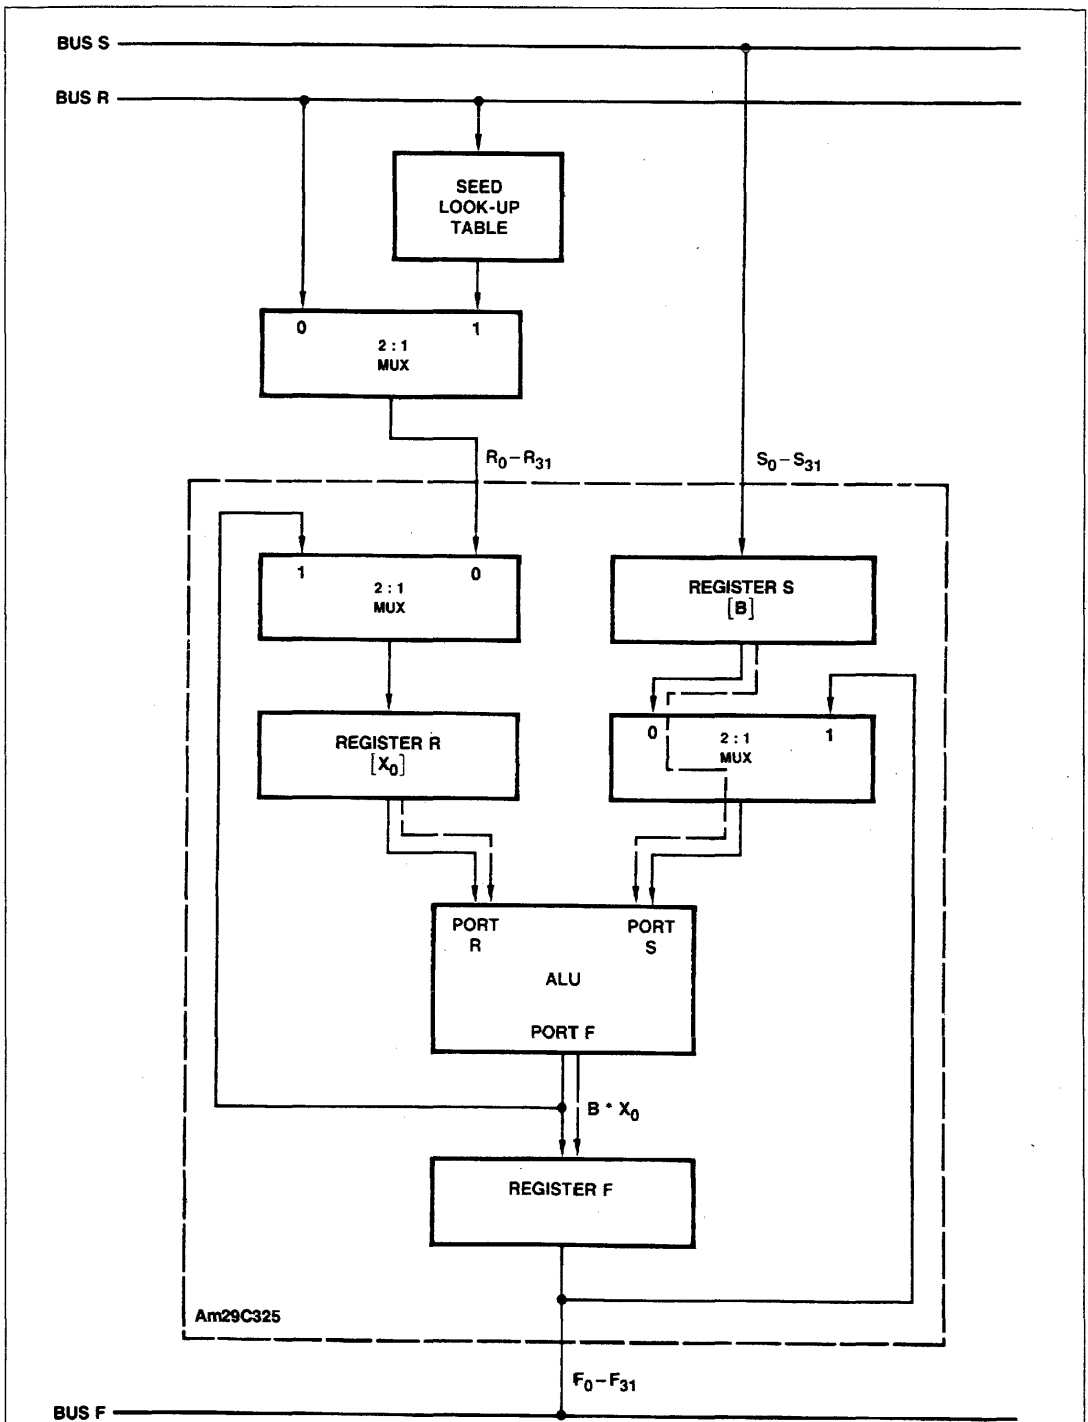 BUS S
BUS R
SEED
LOOK-UP
TABLE
0 1
2 : 1
MUX
R0–R31
S0–S31
1 0
2 : 1
MUX
REGISTER S
[B]
REGISTER R
[X0]
0 1
2 : 1
MUX
PORT
R
PORT
S
ALU
PORT F
B * X0
REGISTER F
Am29C325
F0–F31
BUS F